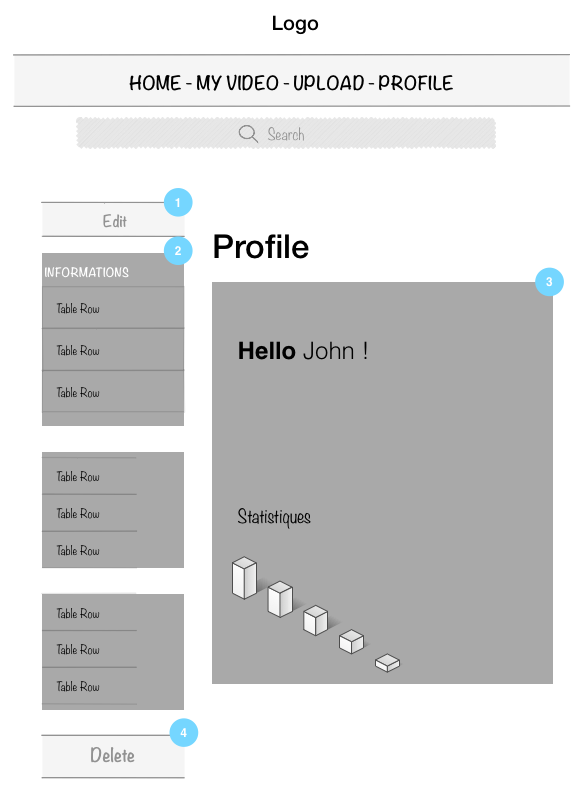 Logo
HOME - MY VIDEO - UPLOAD - PROFILE
Search
1
Edit
2
INFORMATIONS
Table Row
Table Row
Table Row
Table Row
Table Row
Table Row
Table Row
Table Row
Table Row
4
Delete
Profile
3
Hello John !
Statistiques